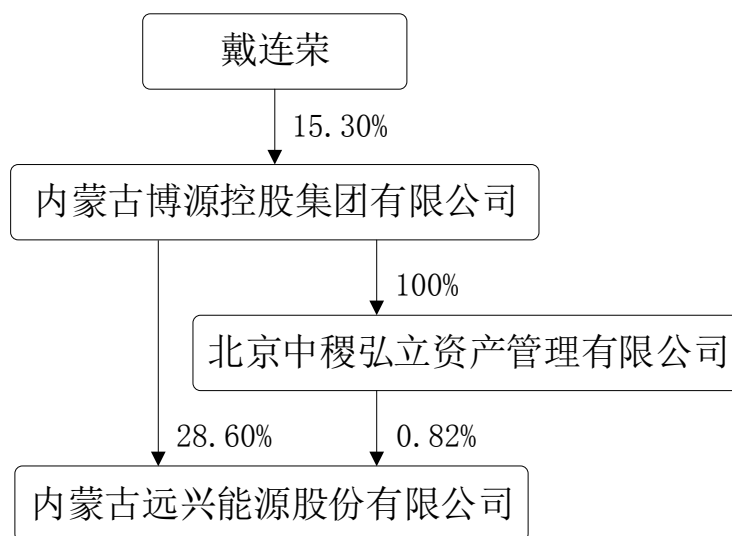 戴连荣
15.30%
内蒙古博源控股集团有限公司
100%
北京中稷弘立资产管理有限公司
28.60%
0.82%
内蒙古远兴能源股份有限公司